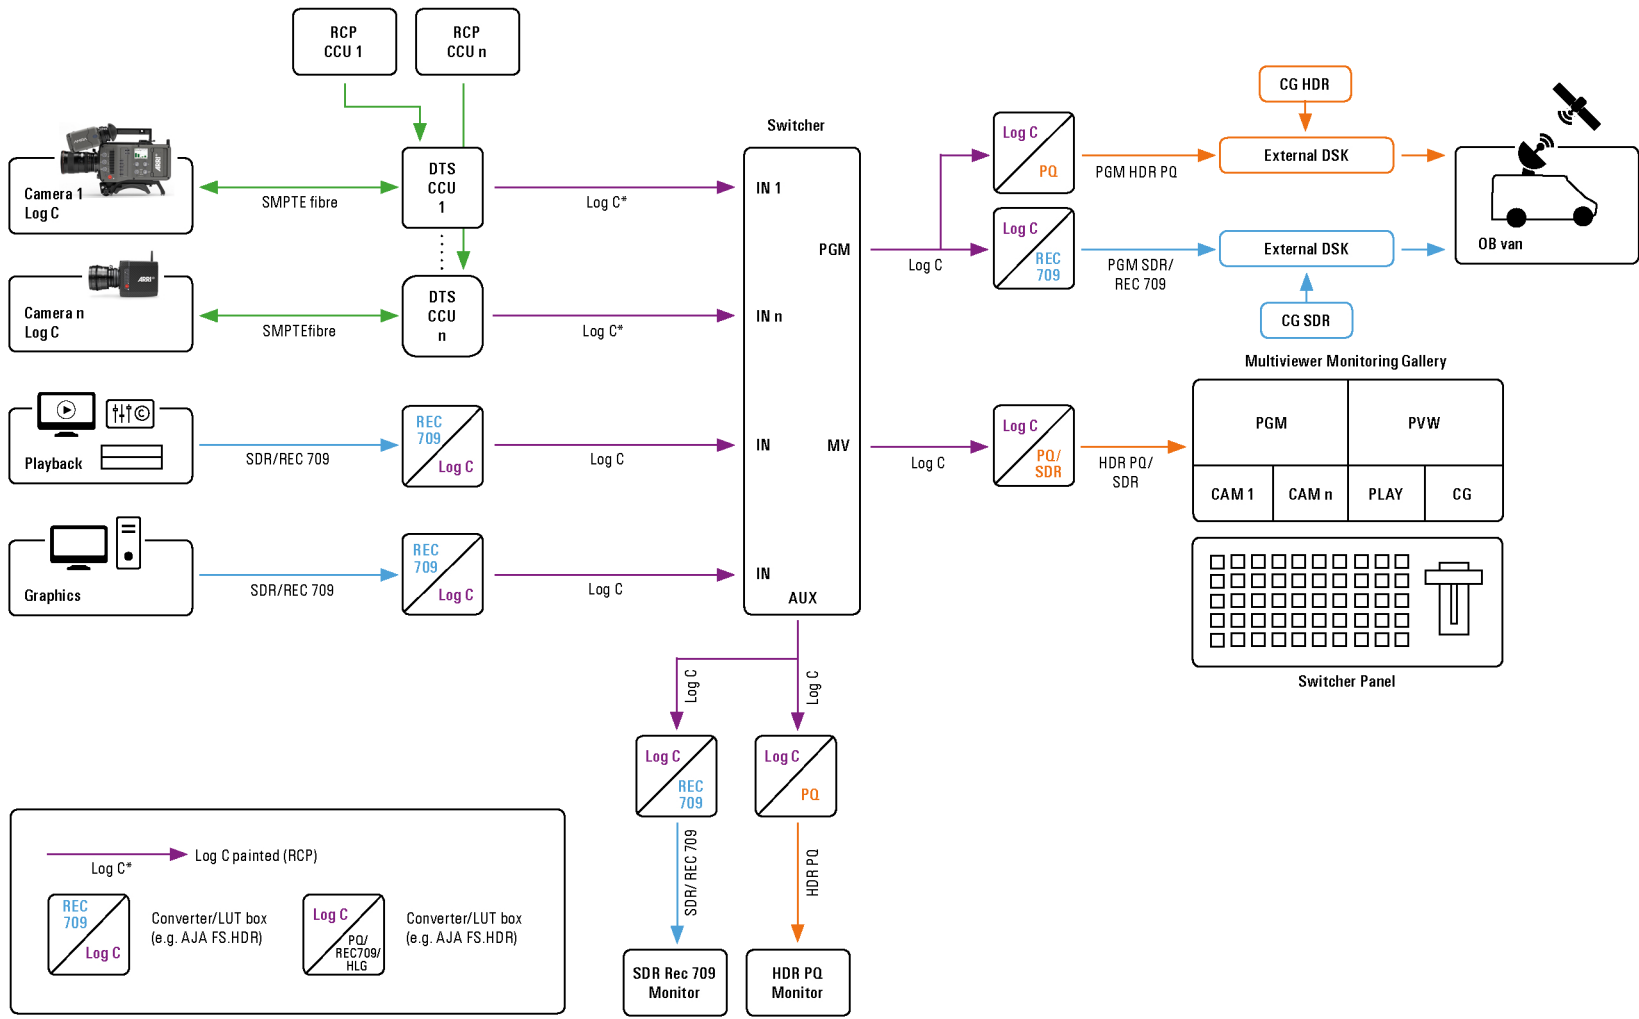 RCP
CCU 1
RCP
CCU n
CG HDR
Switcher
Log C
PQ
PGM HDR PQ
External DSK
ARRI
Camera 1
Log C
SMPTE fibre
DTS
CCU
1
Log C*
IN 1
PGM
Log C
Log C
REC
709
PGM SDR/
REC 709
External DSK
OB van
CG SDR
ARRI
Camera n
Log C
SMPTEfibre
DTS
CCU
n
Log C*
IN n
Multiviewer Monitoring Gallery
PGM
PVW
CAM 1
CAM n
PLAY
CG
Playback
SDR/REC 709
REC
709
Log C
Log C
IN
MV
Log C
Log C
PQ/
SDR
HDR PQ/
SDR
Graphics
SDR/REC 709
REC
709
Log C
Log C
IN
AUX
Switcher Panel
Log C
Log C
Log C
REC
709
Log C
PQ
SDR/ REC 709
HDR PQ
SDR Rec 709
Monitor
HDR PQ
Monitor
Log C*
Log C painted (RCP)
REC
709
Log C
Converter/LUT box
(e.g. AJA FS.HDR)
Log C
PQ/
REC709/
HLG
Converter/LUT box
(e.g. AJA FS.HDR)